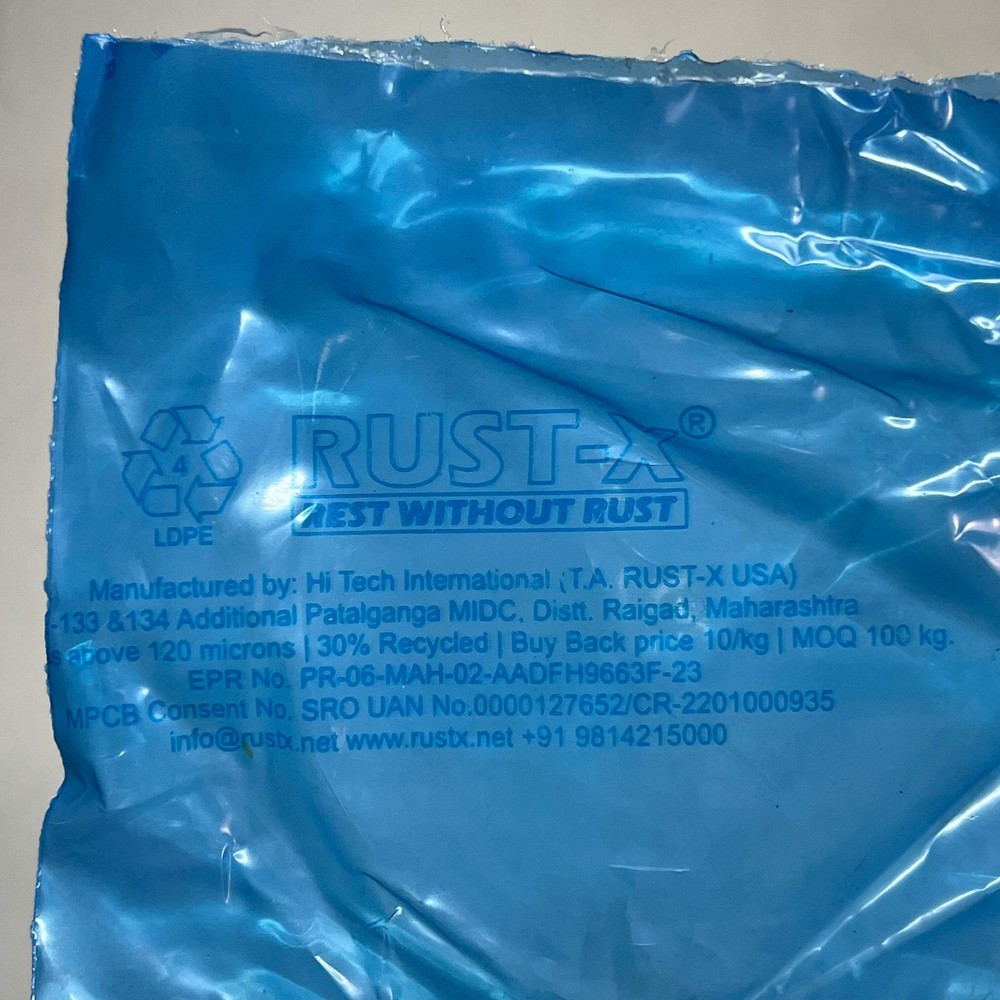 4
LDPE
RUST-X®
REST WITHOUT RUST
Manufactured by: Hi Tech International (T.A. RUST-X USA)
-133 &134 Additional Patalganga MIDC, Distt. Raigad, Maharashtra
above 120 microns | 30% Recycled | Buy Back price 10/kg | MOQ 100 kg.
EPR No. PR-06-MAH-02-AADFH9663F-23
MPCB Consent No. SRO UAN No.0000127652/CR-2201000935
info@rustx.net www.rustx.net +91 9814215000